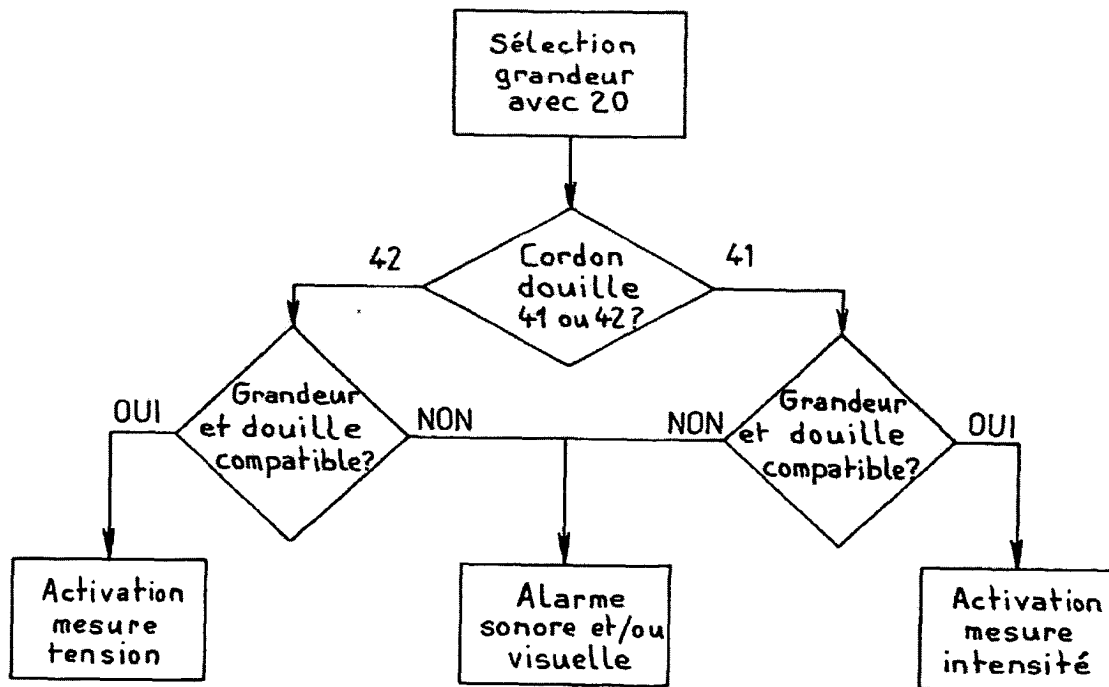 Sélection
grandeur
avec 20
42
Cordon
douille
41 ou 42?
41
OUI
Grandeur
et douille
compatible?
NON
NON
Grandeur
et douille
compatible?
OUI
Activation
mesure
tension
Alarme
sonore et/ou
visuelle
Activation
mesure
intensité